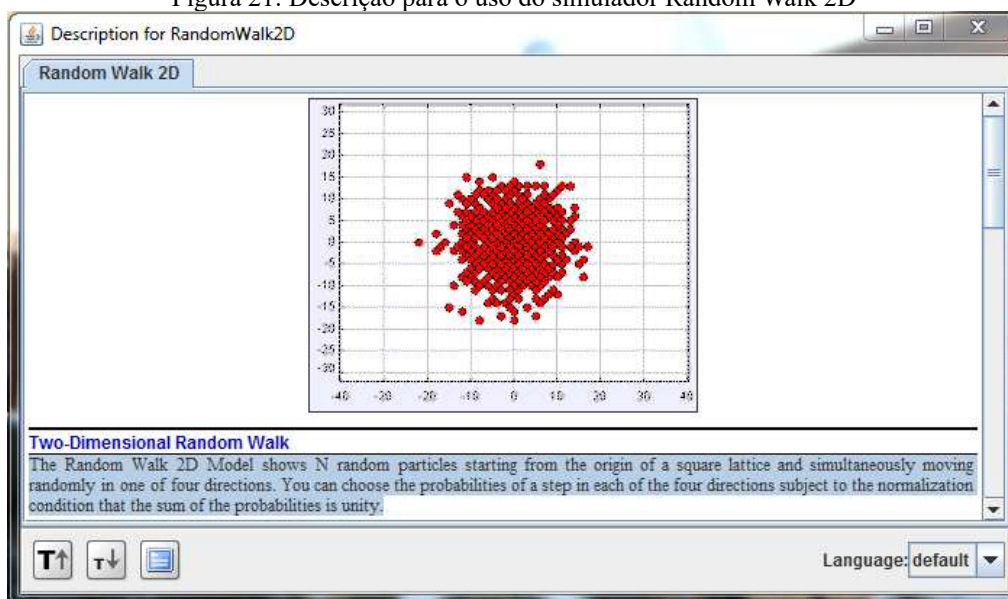 Figura 21: Descrição para o uso do simulador Random Walk 2D
Description for RandomWalk2D
Random Walk 2D
30
25
20
15
10
5
0
-5
-10
-15
-20
-25
-30
-40 -30 -20 -10 0 10 20 30 40
Two-Dimensional Random Walk
The Random Walk 2D Model shows N random particles starting from the origin of a square lattice and simultaneously moving
randomly in one of four directions. You can choose the probabilities of a step in each of the four directions subject to the normalization
condition that the sum of the probabilities is unity.
T T Language: default